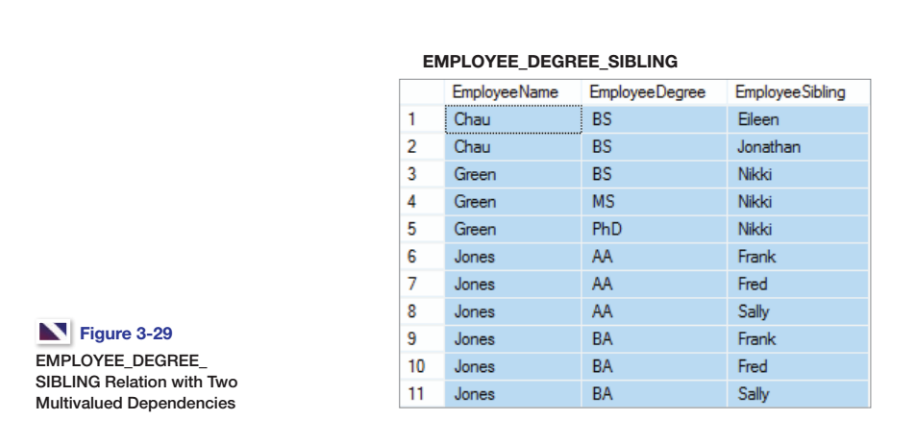 EMPLOYEE_DEGREE_SIBLING
EmployeeName EmployeeDegree EmployeeSibling
1 Chau BS Eileen
2 Chau BS Jonathan
3 Green BS Nikki
4 Green MS Nikki
5 Green PhD Nikki
6 Jones AA Frank
7 Jones AA Fred
8 Jones AA Sally
9 Jones BA Frank
10 Jones BA Fred
11 Jones BA Sally
Figure 3-29
EMPLOYEE_DEGREE_
SIBLING Relation with Two
Multivalued Dependencies